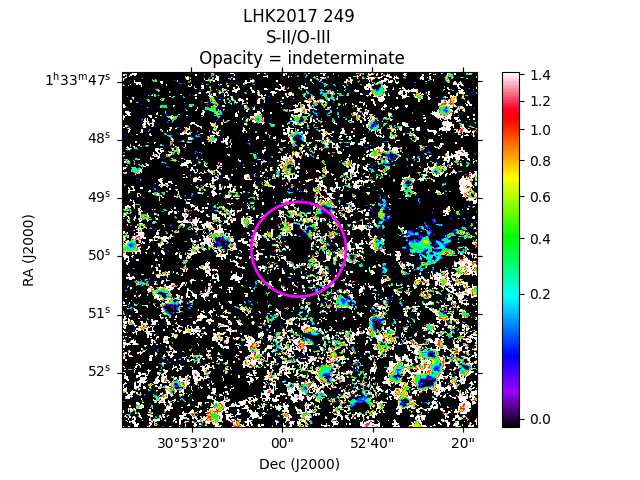 LHK2017 249
S-II/O-III
Opacity = indeterminate
1ʰ33ᵐ47ˢ
48ˢ
49ˢ
50ˢ
51ˢ
52ˢ
RA (J2000)
30°53'20" 00" 52'40" 20"
Dec (J2000)
1.4
1.2
1.0
0.8
0.6
0.4
0.2
0.0